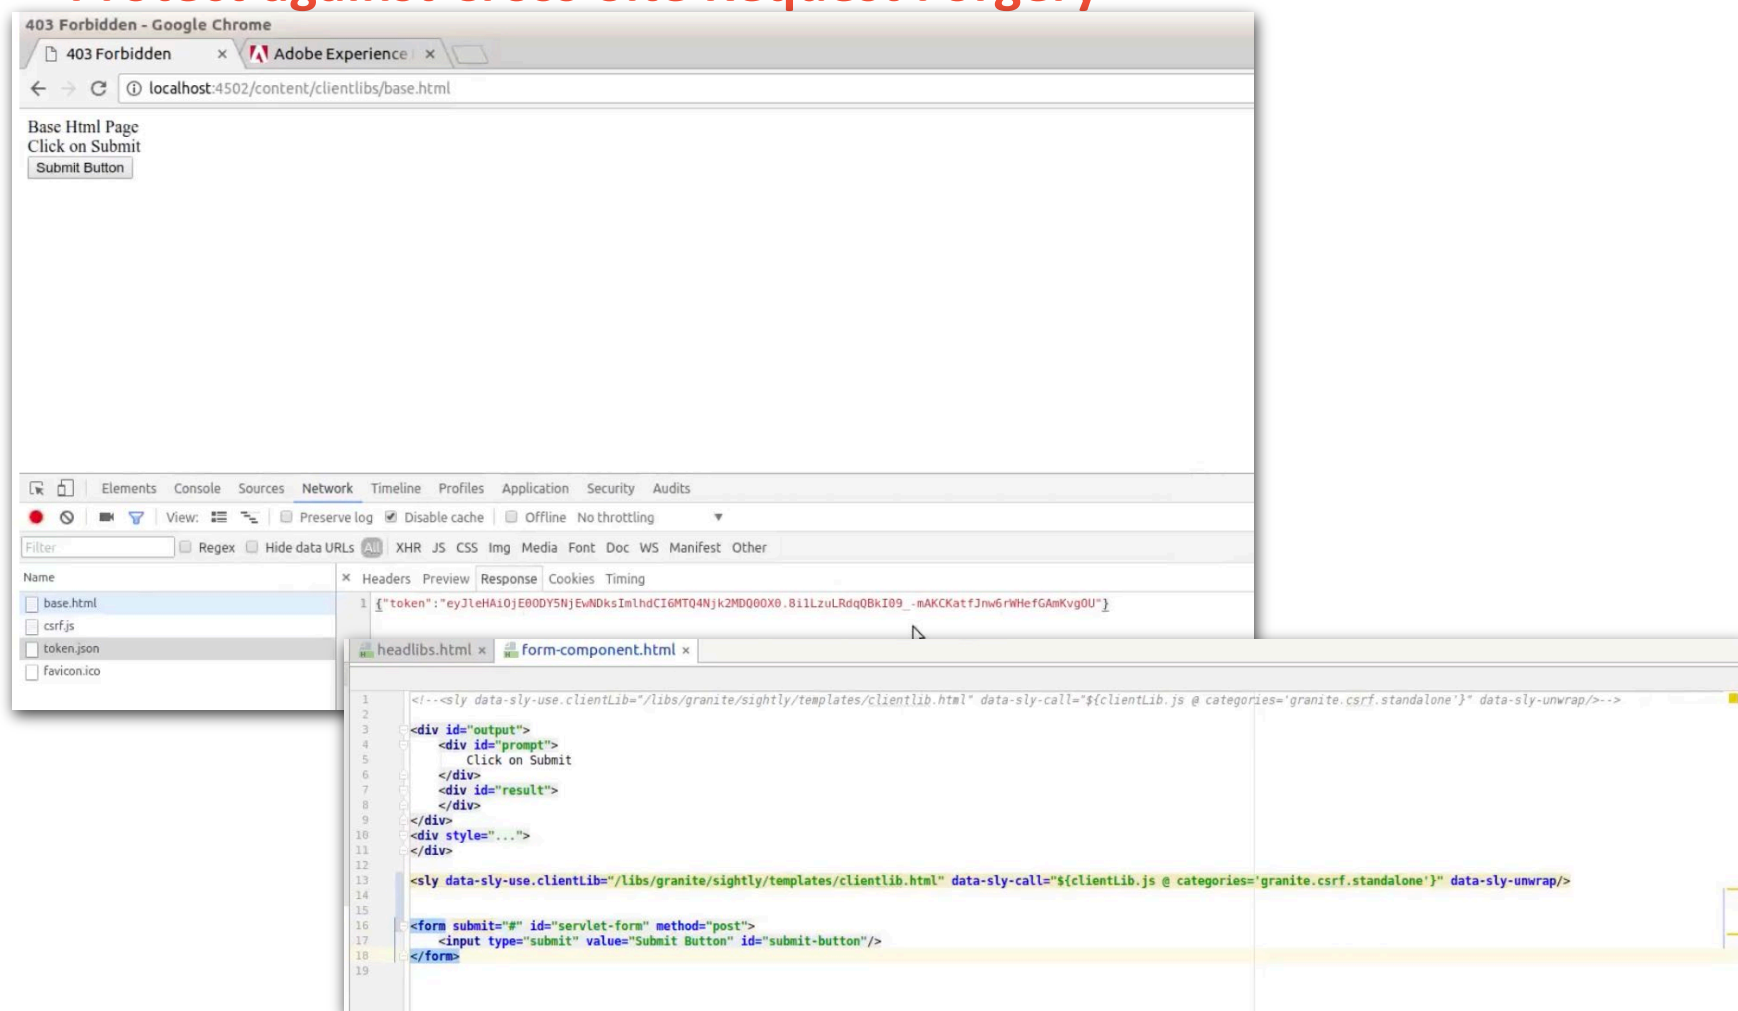 Protect against Cross Site Request Forgery
403 Forbidden - Google Chrome
403 Forbidden × Adobe Experience ×
localhost:4502/content/clientlibs/base.html
Base Html Page
Click on Submit
Submit Button
Elements Console Sources Network Timeline Profiles Application Security Audits
View: Preserve log Disable cache Offline No throttling
Filter Regex Hide data URLs All XHR JS CSS Img Media Font Doc WS Manifest Other
Name × Headers Preview Response Cookies Timing
base.html
1 {"token":"eyJleHAiOjE0ODY5NjEwNDksImlhdCI6MTQ4Njk2MDQ0OX0.8i1LzuLRdqQBkI09_-mAKCKatfJnw6rWHefGAmKvgOU"}
csrf.js
token.json
favicon.ico
headlibs.html × form-component.html ×
1 <!--<sly data-sly-use.clientLib="/libs/granite/sightly/templates/clientlib.html" data-sly-call="${clientLib.js @ categories='granite.csrf.standalone'}" data-sly-unwrap/>-->
2
3 <div id="output">
4 <div id="prompt">
5 Click on Submit
6 </div>
7 <div id="result">
8 </div>
9 </div>
10 <div style="...">
11 </div>
12
13 <sly data-sly-use.clientLib="/libs/granite/sightly/templates/clientlib.html" data-sly-call="${clientLib.js @ categories='granite.csrf.standalone'}" data-sly-unwrap/>
14
15
16 <form submit="#" id="servlet-form" method="post">
17 <input type="submit" value="Submit Button" id="submit-button"/>
18 </form>
19